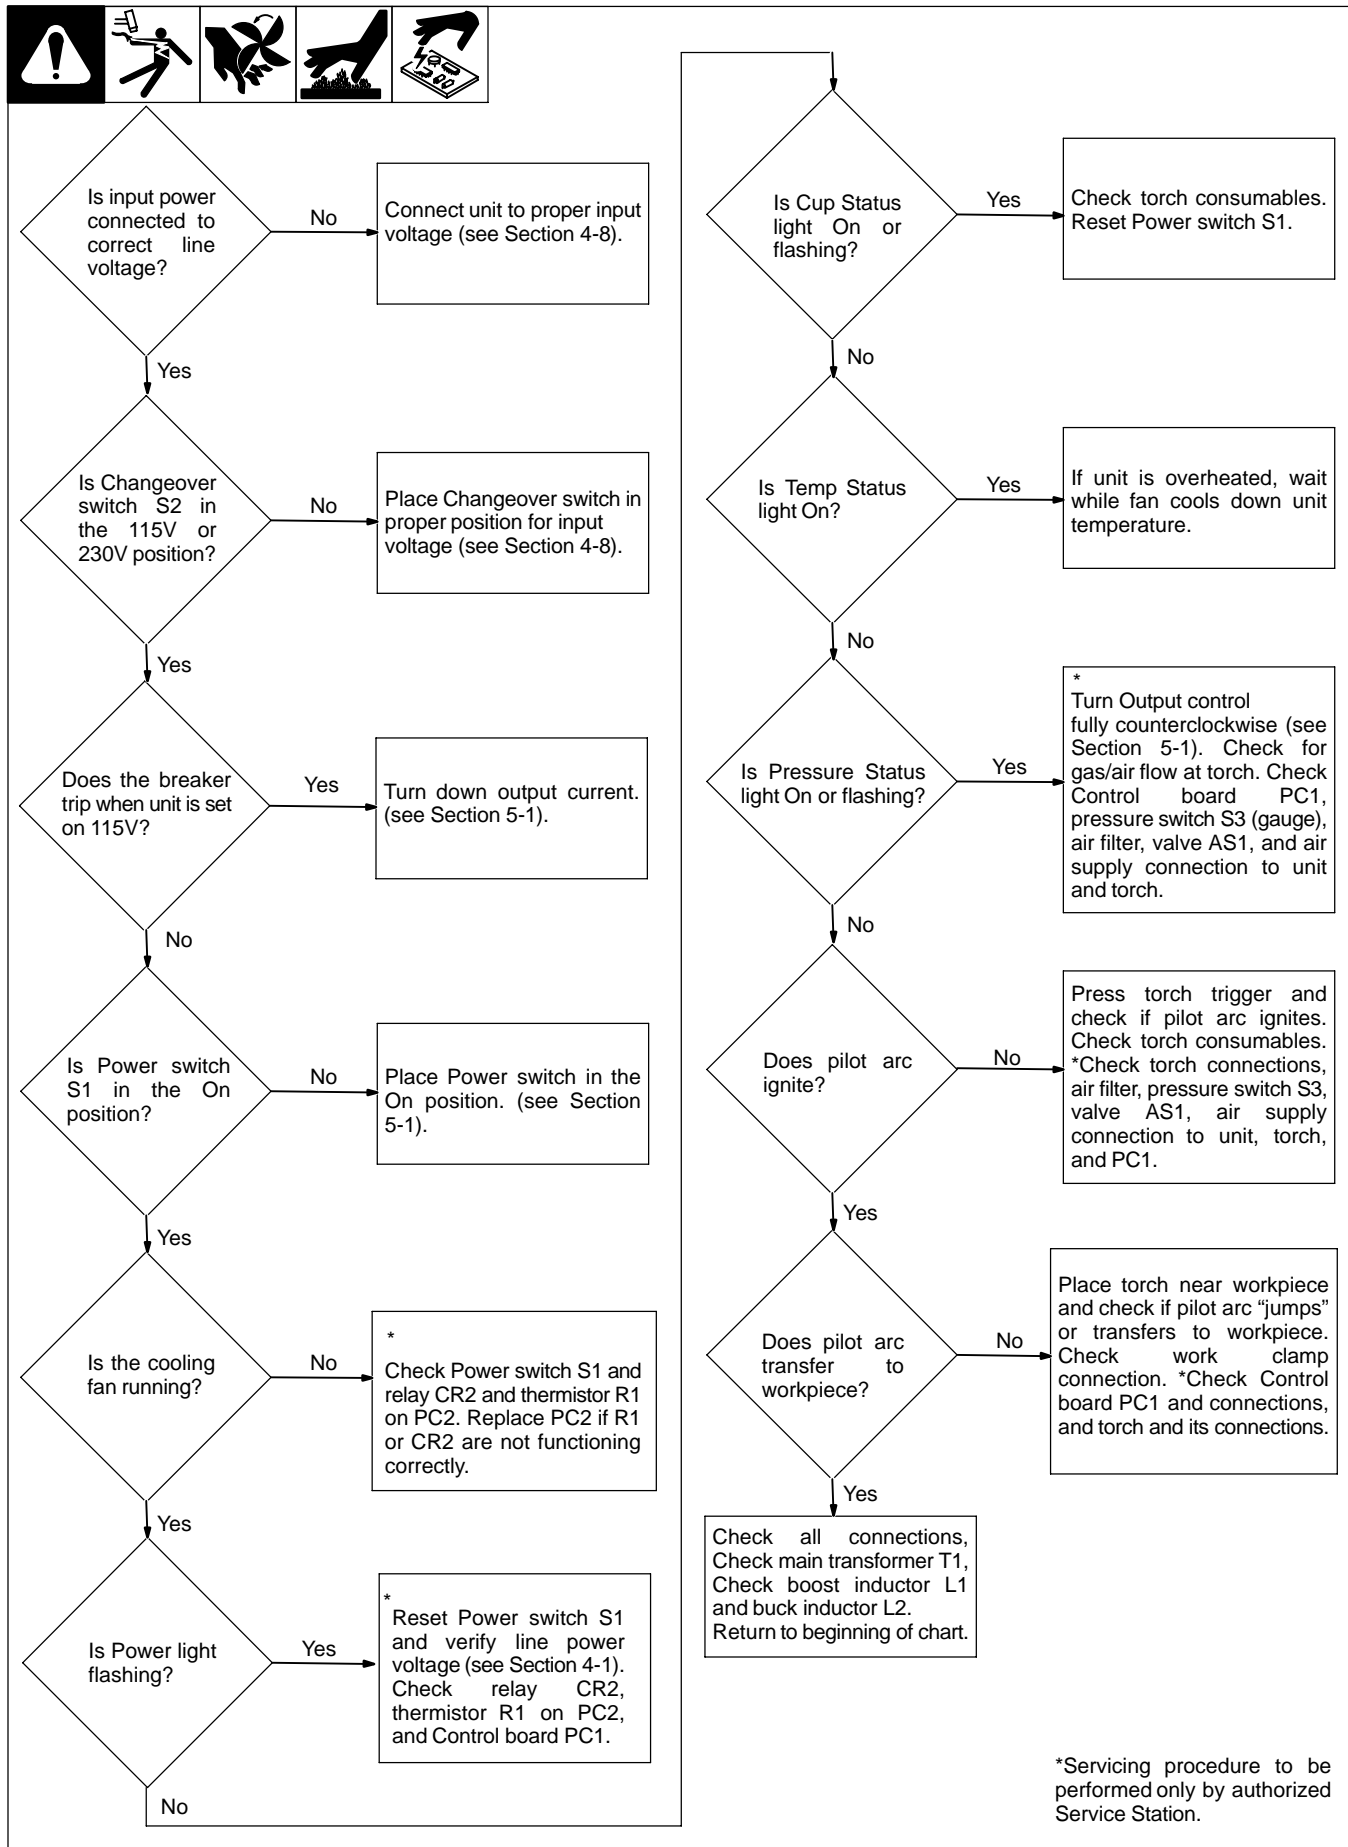 Is input power
connected to
correct line
voltage?
No
Connect unit to proper input
voltage (see Section 4-8).
Yes
Is Changeover
switch S2 in
the 115V or
230V position?
No
Place Changeover switch in
proper position for input
voltage (see Section 4-8).
Yes
Does the breaker
trip when unit is set
on 115V?
Yes
Turn down output current.
(see Section 5-1).
No
Is Power switch
S1 in the On
position?
No
Place Power switch in the
On position. (see Section
5-1).
Yes
Is the cooling
fan running?
No
*
Check Power switch S1 and
relay CR2 and thermistor R1
on PC2. Replace PC2 if R1
or CR2 are not functioning
correctly.
Yes
Is Power light
flashing?
Yes
*
Reset Power switch S1
and verify line power
voltage (see Section 4-1).
Check relay CR2,
thermistor R1 on PC2,
and Control board PC1.
No
Is Cup Status
light On or
flashing?
Yes
Check torch consumables.
Reset Power switch S1.
No
Is Temp Status
light On?
Yes
If unit is overheated, wait
while fan cools down unit
temperature.
No
Is Pressure Status
light On or flashing?
Yes
*
Turn Output control
fully counterclockwise (see
Section 5-1). Check for
gas/air flow at torch. Check
Control board PC1,
pressure switch S3 (gauge),
air filter, valve AS1, and air
supply connection to unit
and torch.
No
Does pilot arc
ignite?
No
Press torch trigger and
check if pilot arc ignites.
Check torch consumables.
*Check torch connections,
air filter, pressure switch S3,
valve AS1, air supply
connection to unit, torch,
and PC1.
Yes
Does pilot arc
transfer to
workpiece?
No
Place torch near workpiece
and check if pilot arc “jumps”
or transfers to workpiece.
Check work clamp
connection. *Check Control
board PC1 and connections,
and torch and its connections.
Yes
Check all connections,
Check main transformer T1,
Check boost inductor L1
and buck inductor L2.
Return to beginning of chart.
*Servicing procedure to be
performed only by authorized
Service Station.